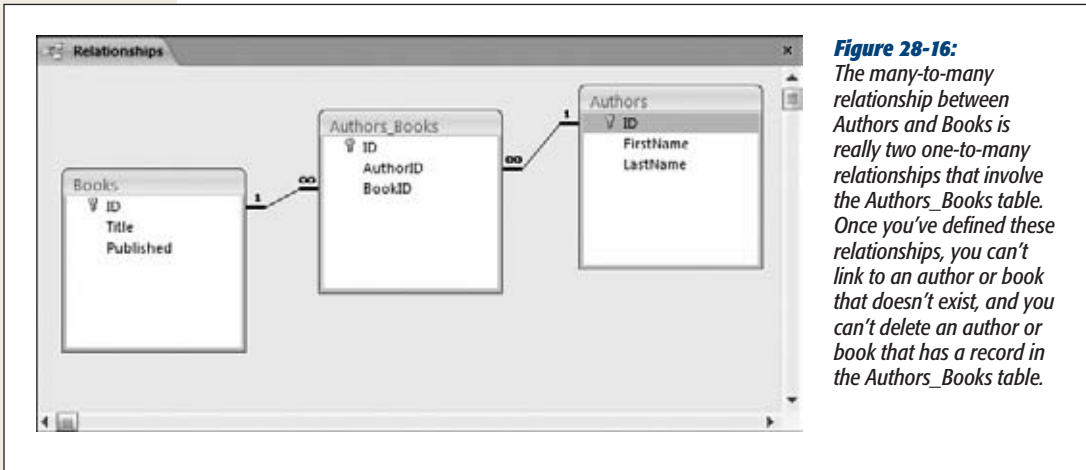 Relationships
Books
ID
Title
Published
1
∞
Authors_Books
ID
AuthorID
BookID
∞
1
Authors
ID
FirstName
LastName
Figure 28-16:
The many-to-many
relationship between
Authors and Books is
really two one-to-many
relationships that involve
the Authors_Books table.
Once you've defined these
relationships, you can't
link to an author or book
that doesn't exist, and you
can't delete an author or
book that has a record in
the Authors_Books table.